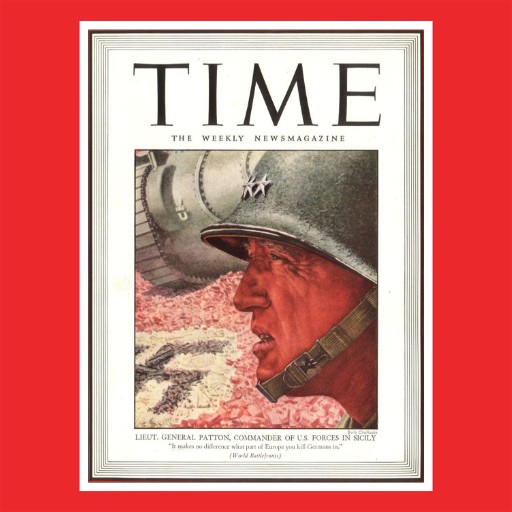 TIME
THE WEEKLY NEWSMAGAZINE
LIEUT. GENERAL PATTON, COMMANDER OF U.S. FORCES IN SICILY
"It makes no difference what part of Europe you kill Germans in."
(World Battlefronts)